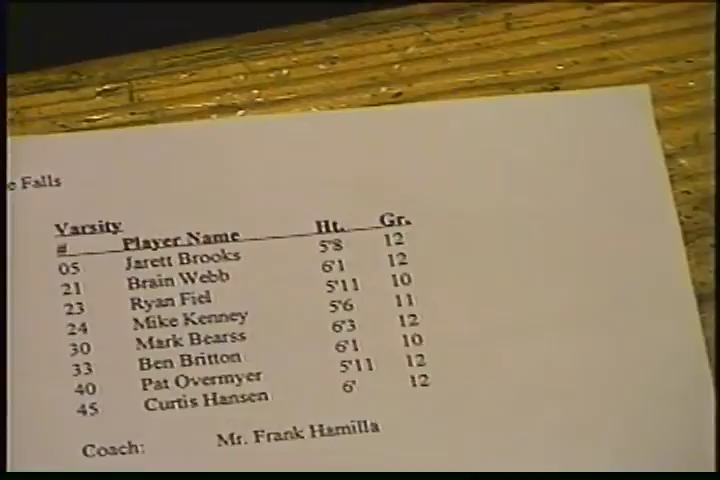 e Falls
Varsity
# Player Name Ht. Gr.
05 Jarett Brooks 5'8 12
21 Brain Webb 6'1 12
23 Ryan Fiel 5'11 10
24 Mike Kenney 5'6 11
30 Mark Bearss 6'3 12
33 Ben Britton 6'1 10
40 Pat Overmyer 5'11 12
45 Curtis Hansen 6' 12
Coach: Mr. Frank Hamilla